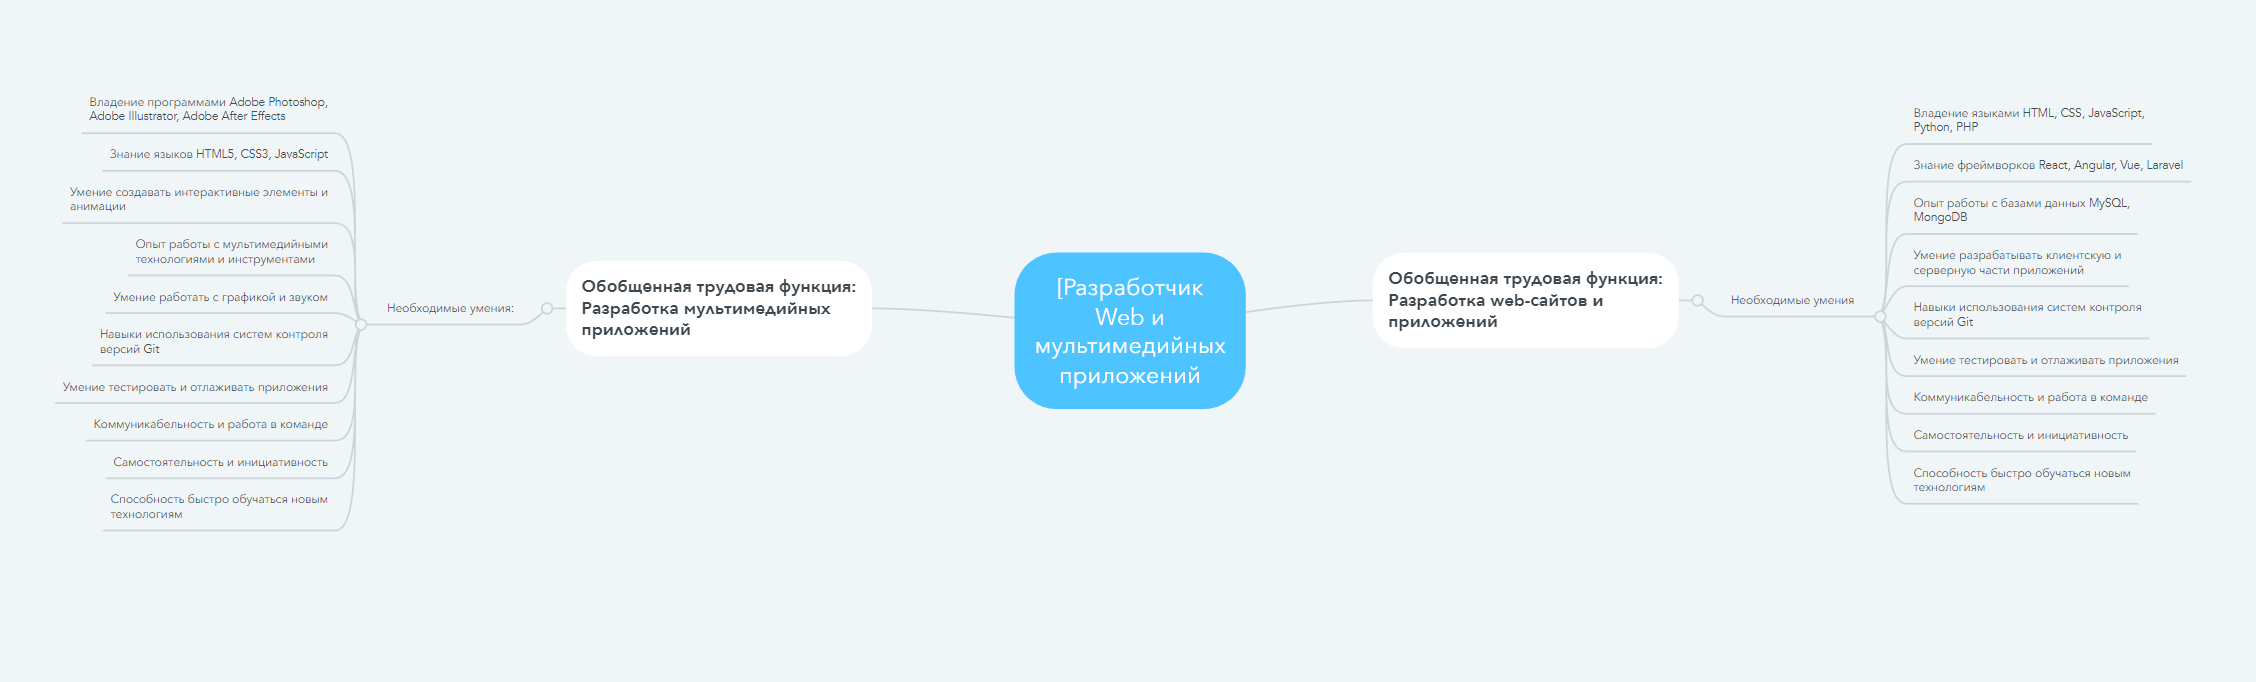 Владение программами Adobe Photoshop,
Adobe Illustrator, Adobe After Effects
Знание языков HTML5, CSS3, JavaScript
Умение создавать интерактивные элементы и
анимации
Опыт работы с мультимедийными
технологиями и инструментами
Умение работать с графикой и звуком
Навыки использования систем контроля
версий Git
Умение тестировать и отлаживать приложения
Коммуникабельность и работа в команде
Самостоятельность и инициативность
Способность быстро обучаться новым
технологиям
Необходимые умения:
Обобщенная трудовая функция:
Разработка мультимедийных
приложений
[Разработчик
Web и
мультимедийных
приложений
Обобщенная трудовая функция:
Разработка web-сайтов и
приложений
Необходимые умения
Владение языками HTML, CSS, JavaScript,
Python, PHP
Знание фреймворков React, Angular, Vue, Laravel
Опыт работы с базами данных MySQL,
MongoDB
Умение разрабатывать клиентскую и
серверную части приложений
Навыки использования систем контроля
версий Git
Умение тестировать и отлаживать приложения
Коммуникабельность и работа в команде
Самостоятельность и инициативность
Способность быстро обучаться новым
технологиям